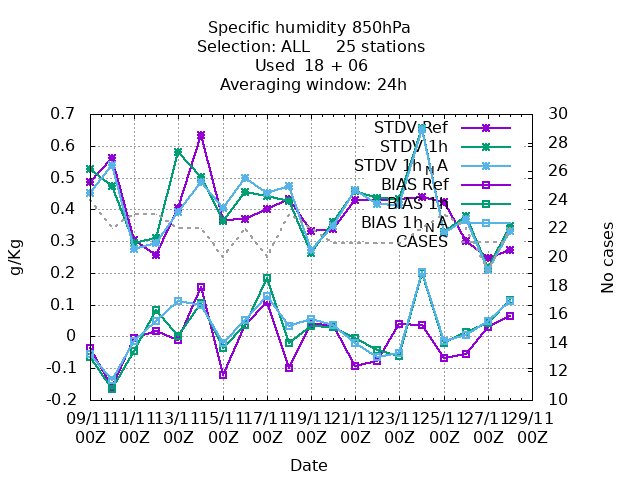 Specific humidity 850hPa
Selection: ALL 25 stations
Used 18 + 06
Averaging window: 24h
0.7
0.6
0.5
0.4
0.3
0.2
0.1
0
-0.1
-0.2
g/Kg
30
28
26
24
22
20
18
16
14
12
10
No cases
STDV Ref
STDV 1h
STDV 1h_NA
BIAS Ref
BIAS 1h
BIAS 1h_NA
CASES
09/11 11/11 13/11 15/11 17/11 19/11 21/11 23/11 25/11 27/11 29/11
00Z 00Z 00Z 00Z 00Z 00Z 00Z 00Z 00Z 00Z 00Z
Date